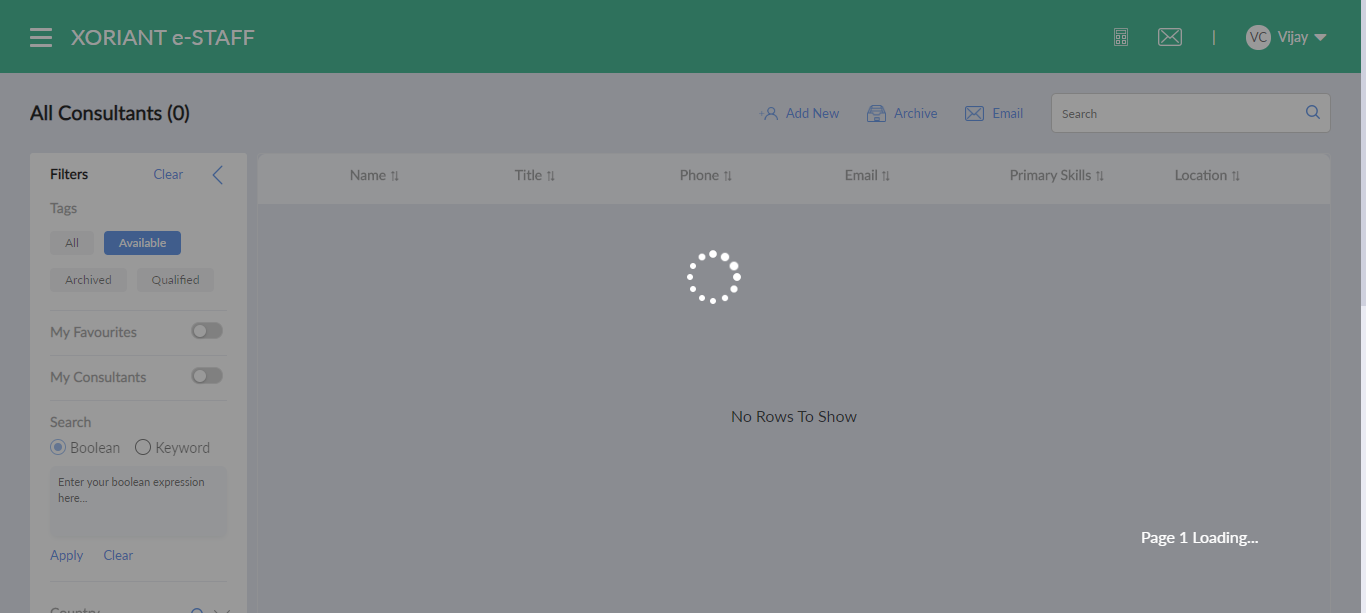 XORIANT e-STAFF
VC Vijay
All Consultants (0)
Add New Archive Email Search
Filters Clear
Name Title Phone Email Primary Skills Location
Tags
All Available
Archived Qualified
My Favourites
My Consultants
Search
Boolean Keyword
Enter your boolean expression
here...
Apply Clear
Country
No Rows To Show
Page 1 Loading...